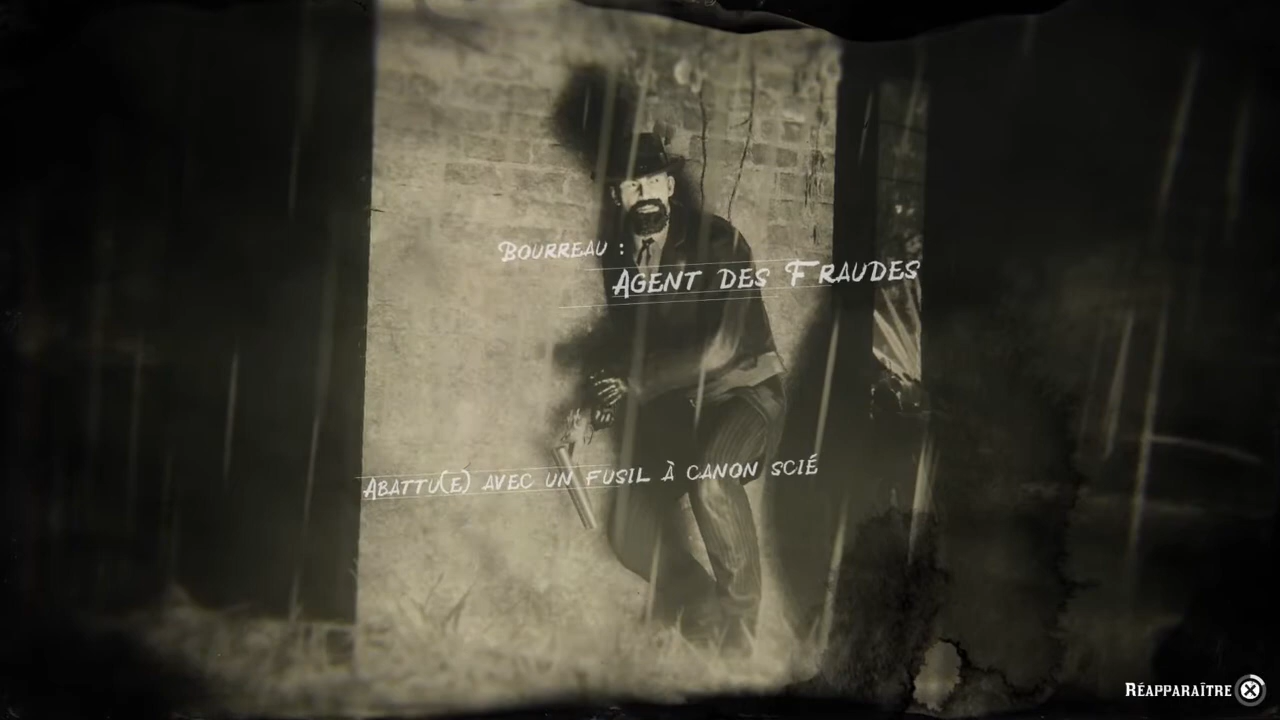 Bourreau :
Agent des Fraudes
Abattu(e) avec un fusil à canon scié
Réapparaître